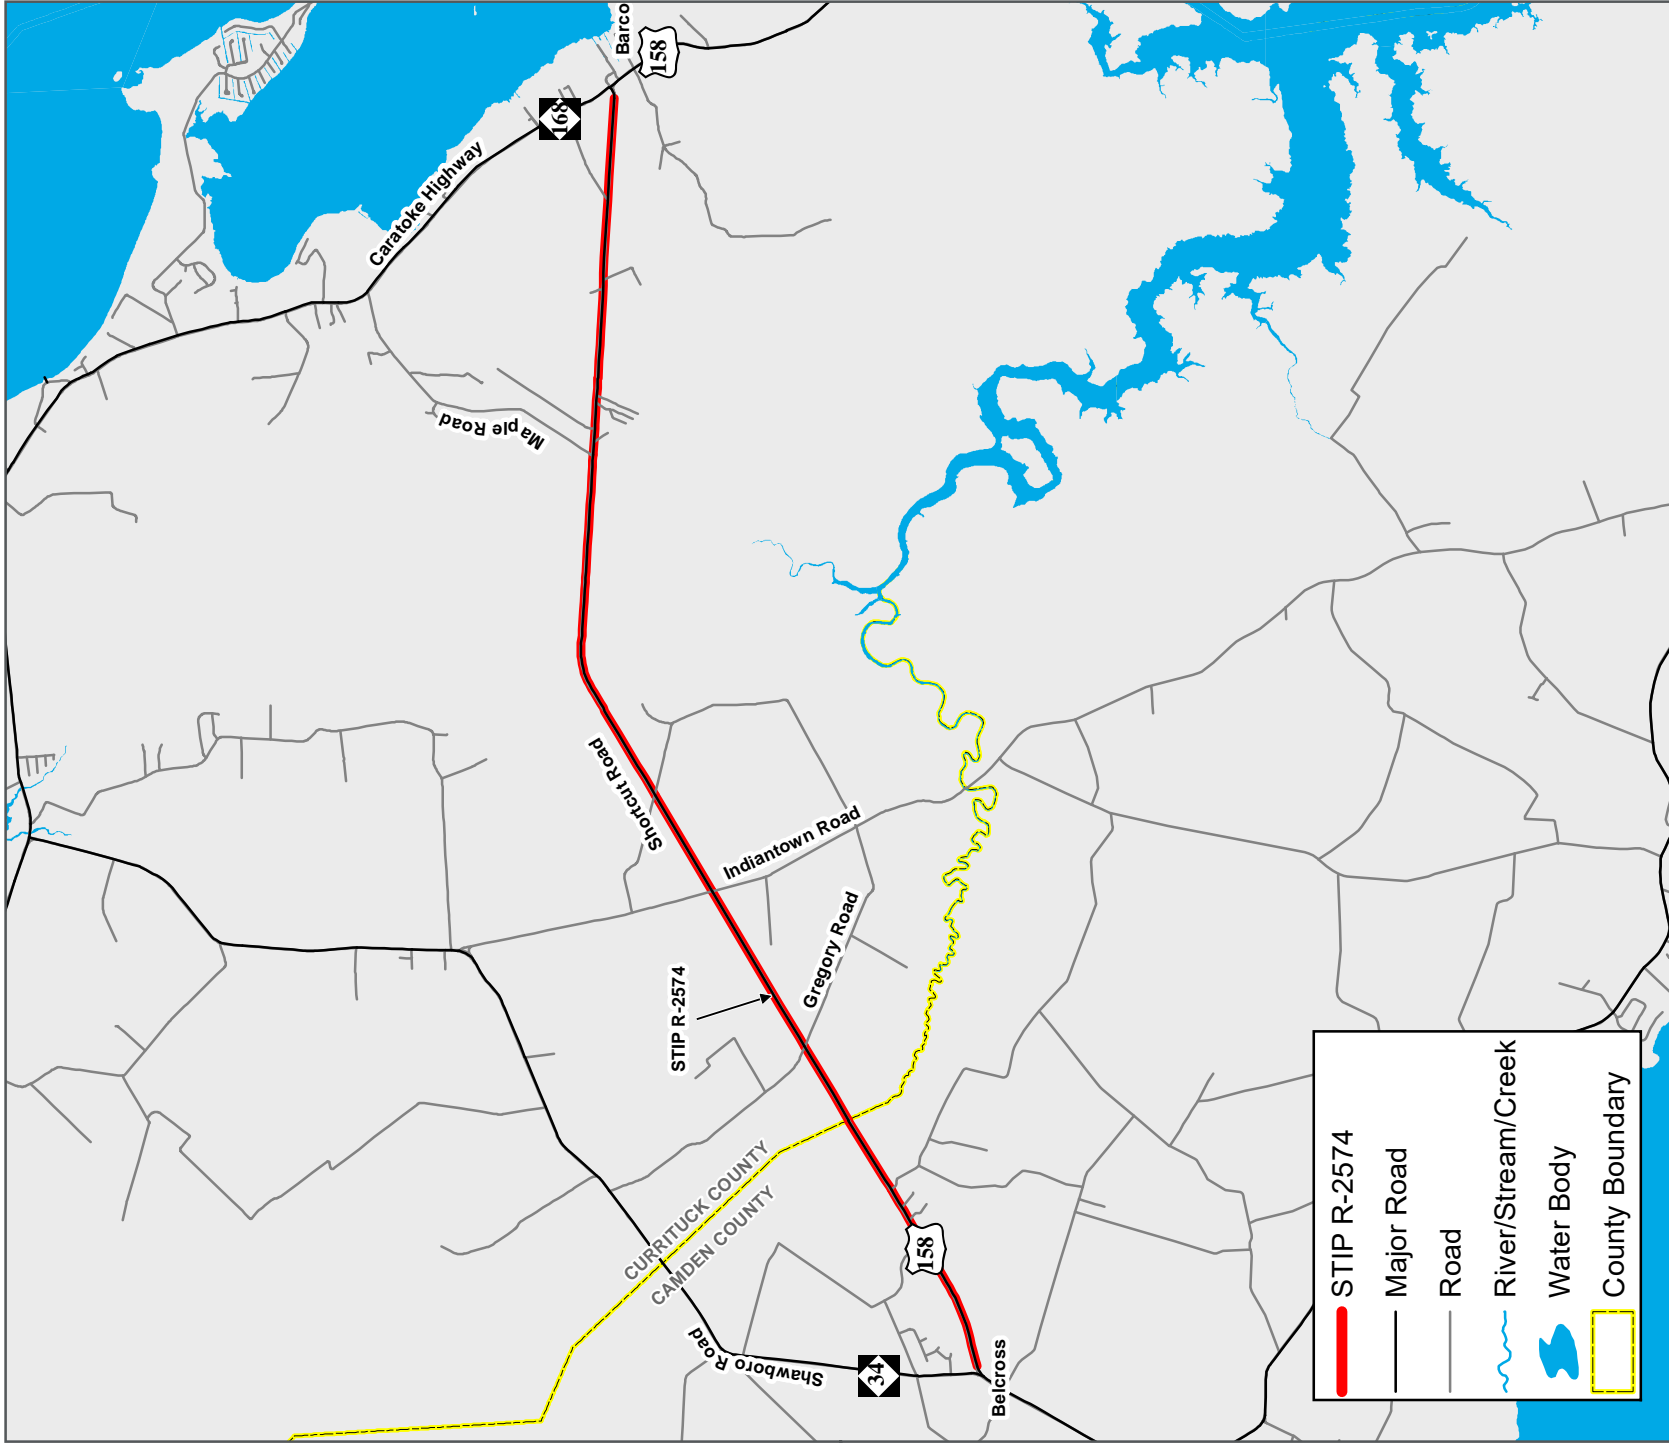 Barco
158
168
Caratoke Highway
Maple Road
Shortcut Road
Indiantown Road
Gregory Road
STIP R-2574
CURRITUCK COUNTY
CAMDEN COUNTY
158
Shawboro Road
34
Belcross
STIP R-2574
Major Road
Road
River/Stream/Creek
Water Body
County Boundary